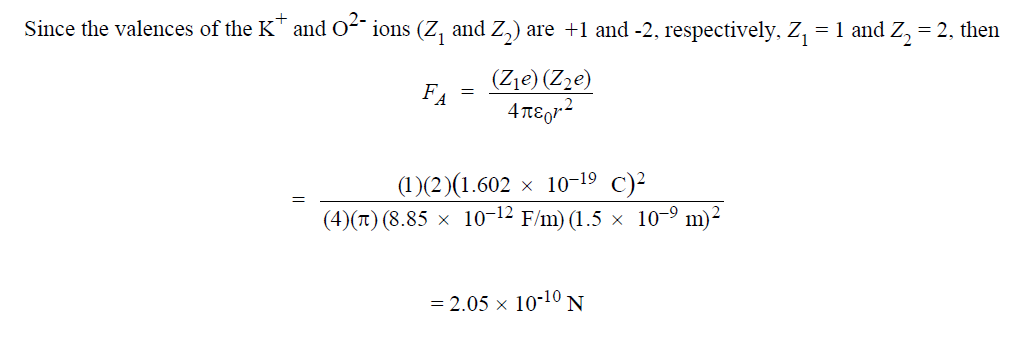 Since the valences of the K⁺ and O²⁻ ions (Z₁ and Z₂) are +1 and -2, respectively, Z₁ = 1 and Z₂ = 2, then
F_A = (Z₁e) (Z₂e) / 4πε₀r²
= (1)(2)(1.602 × 10⁻¹⁹ C)² / (4)(π) (8.85 × 10⁻¹² F/m) (1.5 × 10⁻⁹ m)²
= 2.05 × 10⁻¹⁰ N